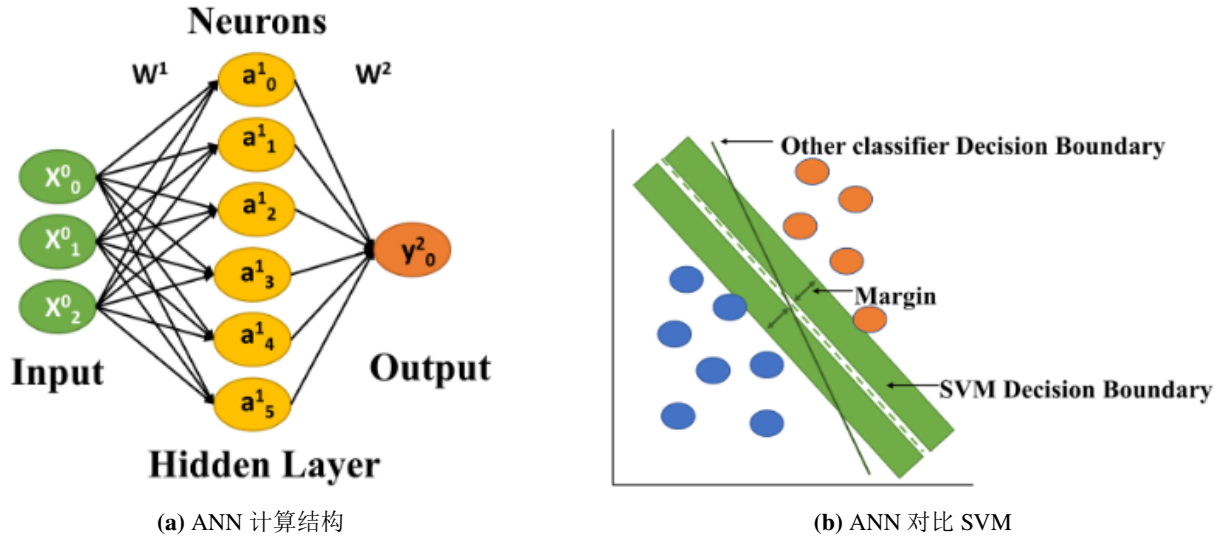 Neurons
W¹
W²
a¹₀
a¹₁
a¹₂
a¹₃
a¹₄
a¹₅
X⁰₀
X⁰₁
X⁰₂
y²₀
Input
Output
Hidden Layer
(a) ANN 计算结构
Other classifier Decision Boundary
Margin
SVM Decision Boundary
(b) ANN 对比 SVM